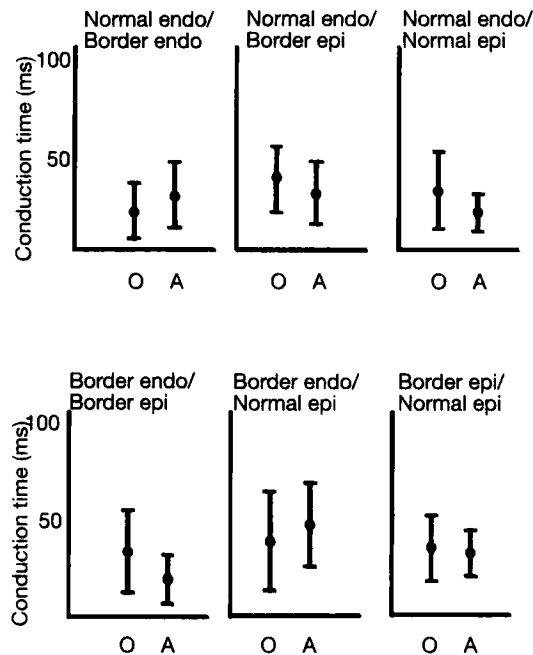 Normal endo/
Border endo
Normal endo/
Border epi
Normal endo/
Normal epi
Conduction time (ms)
100
50
O A
O A
O A
Border endo/
Border epi
Border endo/
Normal epi
Border epi/
Normal epi
Conduction time (ms)
100
50
O A
O A
O A